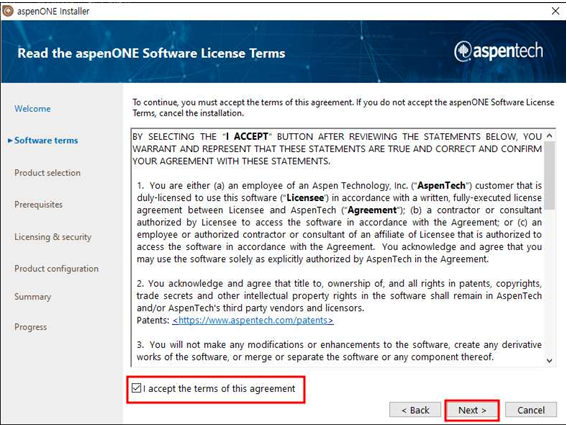 aspenONE Installer
Read the aspenONE Software License Terms
aspentech
Welcome
Software terms
Product selection
Prerequisites
Licensing & security
Product configuration
Summary
Progress
To continue, you must accept the terms of this agreement. If you do not accept the aspenONE Software License
Terms, cancel the installation.
BY SELECTING THE "I ACCEPT" BUTTON AFTER REVIEWING THE STATEMENTS BELOW, YOU
WARRANT AND REPRESENT THAT THESE STATEMENTS ARE TRUE AND CORRECT AND CONFIRM
YOUR AGREEMENT WITH THESE STATEMENTS.
1. You are either (a) an employee of an Aspen Technology, Inc. ("AspenTech") customer that is
duly-licensed to use this software ("Licensee') in accordance with a written, fully-executed license
agreement between Licensee and AspenTech ("Agreement"); (b) a contractor or consultant
authorized by Licensee to access the software in accordance with the Agreement; or (c) an
employee or authorized contractor or consultant of an affiliate of Licensee that is authorized to
access the software in accordance with the Agreement. You acknowledge and agree that you
may use the software solely as explicitly authorized by AspenTech in the Agreement.
2. You acknowledge and agree that title to, ownership of, and all rights in patents, copyrights,
trade secrets and other intellectual property rights in the software shall remain in AspenTech
and/or AspenTech's third party vendors and licensors.
Patents: <https://www.aspentech.com/patents>
3. You will not make any modifications or enhancements to the software, create any derivative
works of the software, or merge or separate the software or any component thereof.
I accept the terms of this agreement
< Back
Next >
Cancel